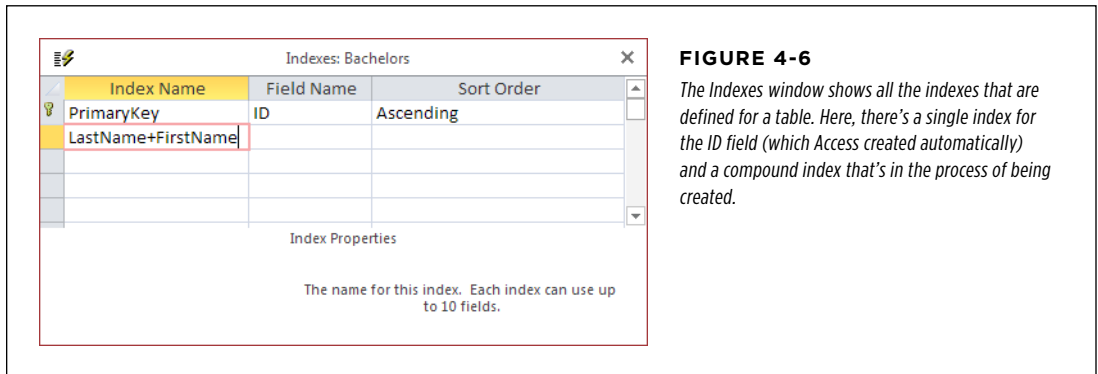 Indexes: Bachelors
Index Name Field Name Sort Order
PrimaryKey ID Ascending
LastName+FirstName
Index Properties
The name for this index. Each index can use up
to 10 fields.
FIGURE 4-6
The Indexes window shows all the indexes that are
defined for a table. Here, there’s a single index for
the ID field (which Access created automatically)
and a compound index that’s in the process of being
created.